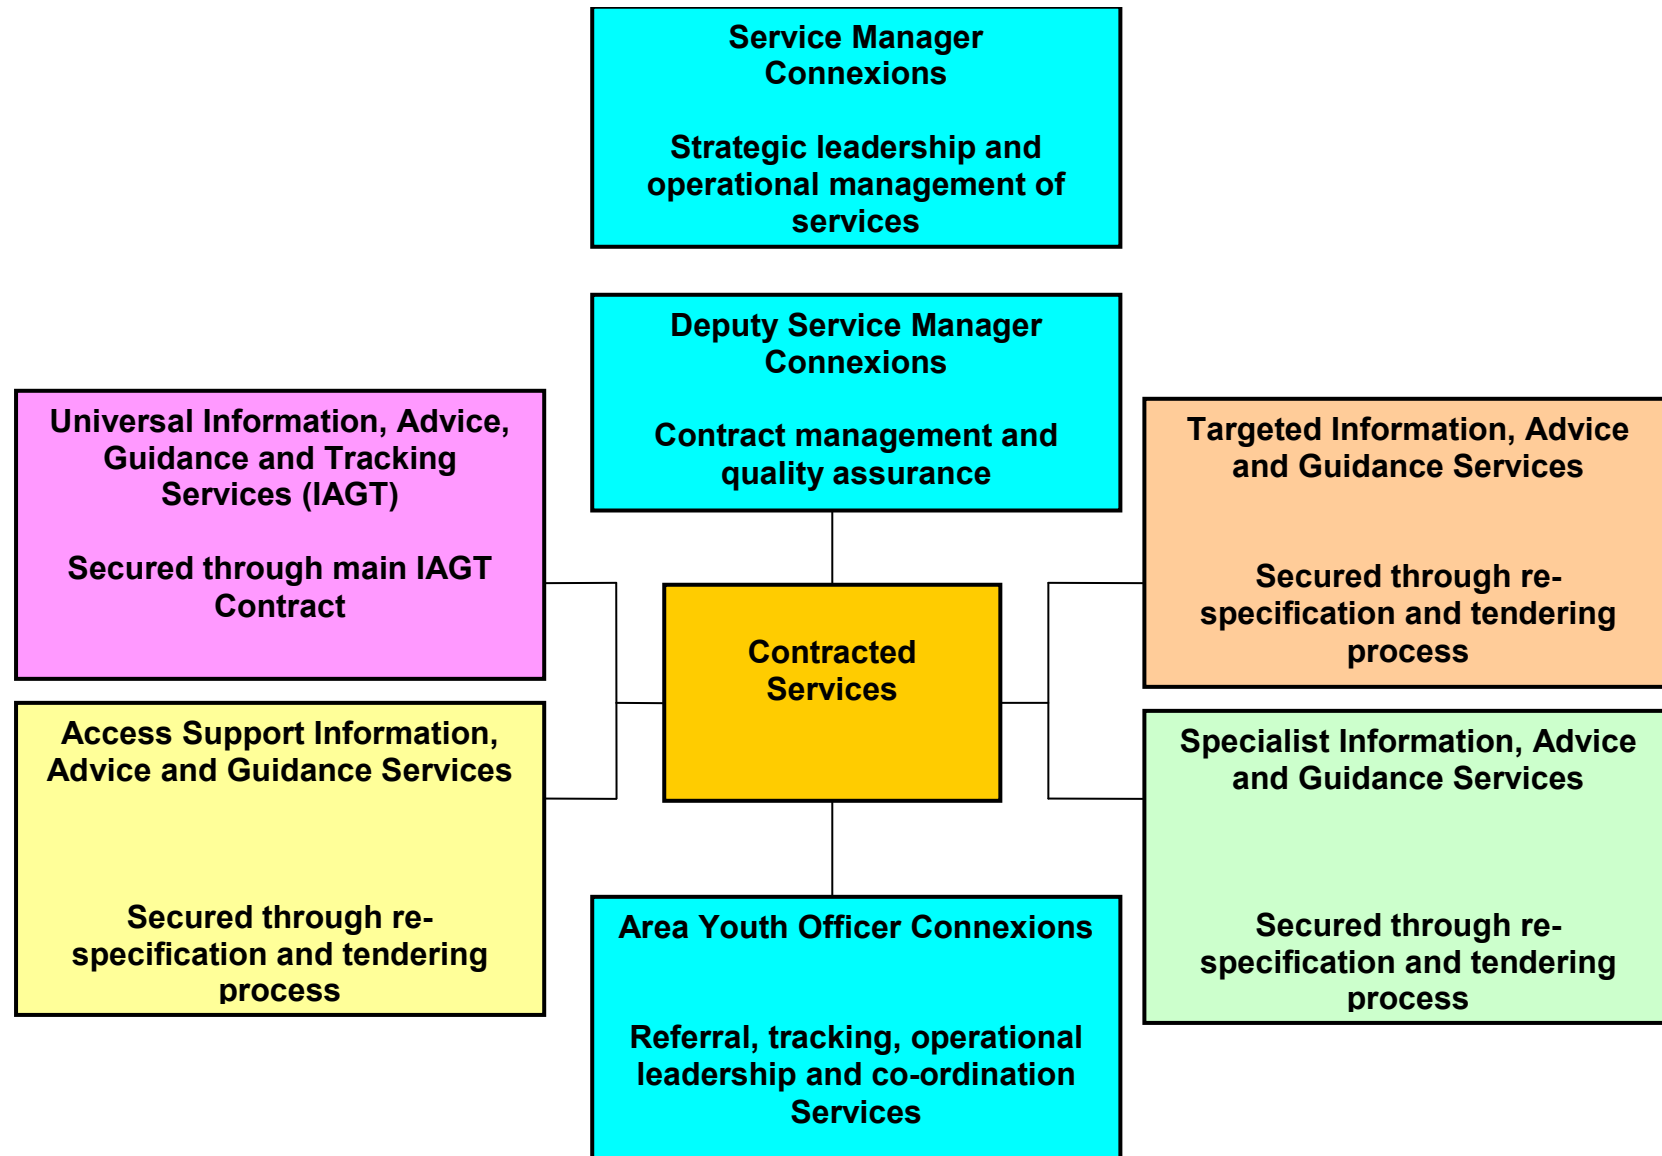 Service Manager
Connexions
Strategic leadership and
operational management of
services
Deputy Service Manager
Connexions
Contract management and
quality assurance
Universal Information, Advice,
Guidance and Tracking
Services (IAGT)
Secured through main IAGT
Contract
Targeted Information, Advice
and Guidance Services
Secured through re-
specification and tendering
process
Contracted
Services
Access Support Information,
Advice and Guidance Services
Secured through re-
specification and tendering
process
Specialist Information, Advice
and Guidance Services
Secured through re-
specification and tendering
process
Area Youth Officer Connexions
Referral, tracking, operational
leadership and co-ordination
Services